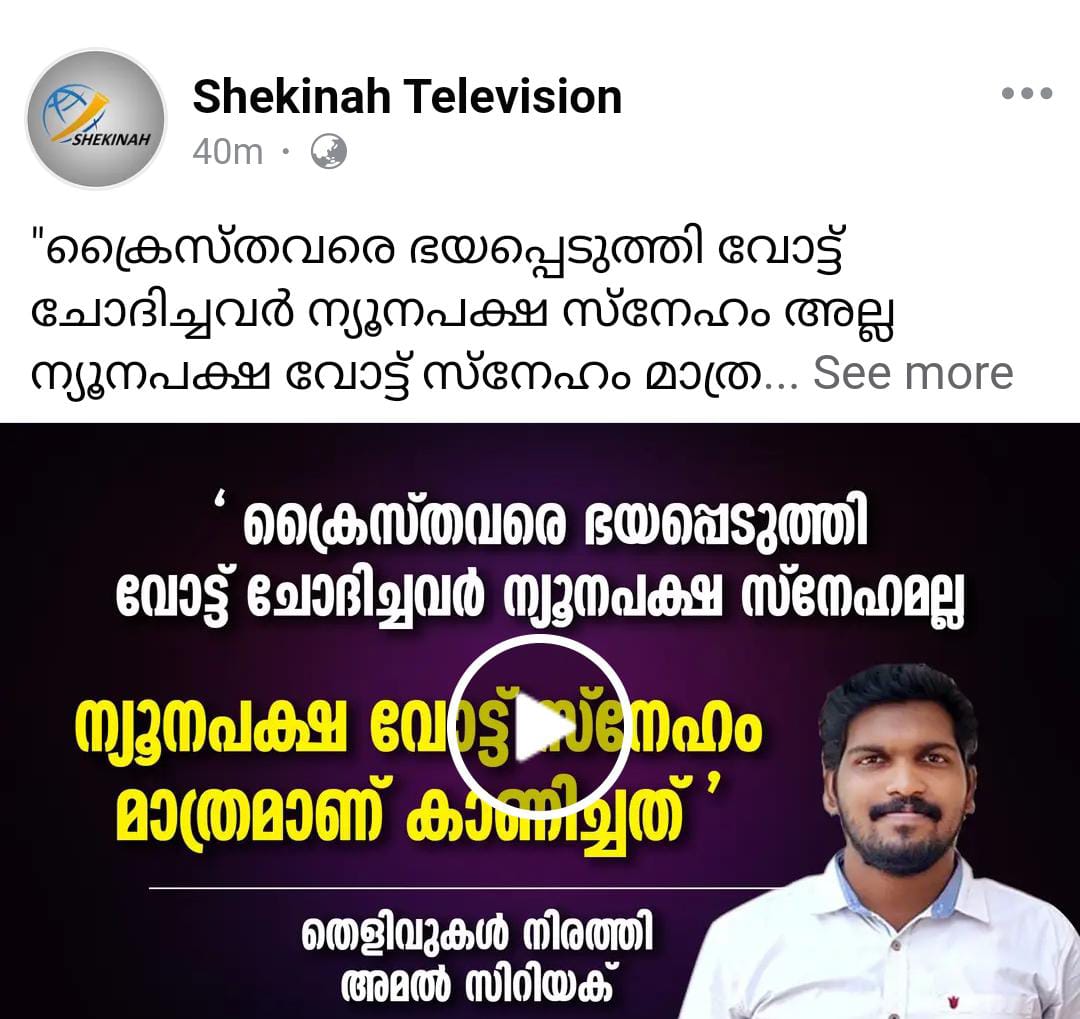 SHEKINAH
Shekinah Television
40m
"ക്രൈസ്തവരെ ഭയപ്പെടുത്തി വോട്ട്
ചോദിച്ചവർ ന്യൂനപക്ഷ സ്നേഹം അല്ല
ന്യൂനപക്ഷ വോട്ട് സ്നേഹം മാത്ര... See more
‘ ക്രൈസ്തവരെ ഭയപ്പെടുത്തി
വോട്ട് ചോദിച്ചവർ ന്യൂനപക്ഷ സ്നേഹമല്ല
ന്യൂനപക്ഷ വോട്ട് സ്നേഹം
മാത്രമാണ് കാണിച്ചത് ’
തെളിവുകൾ നിരത്തി
അമൽ സിറിയക്